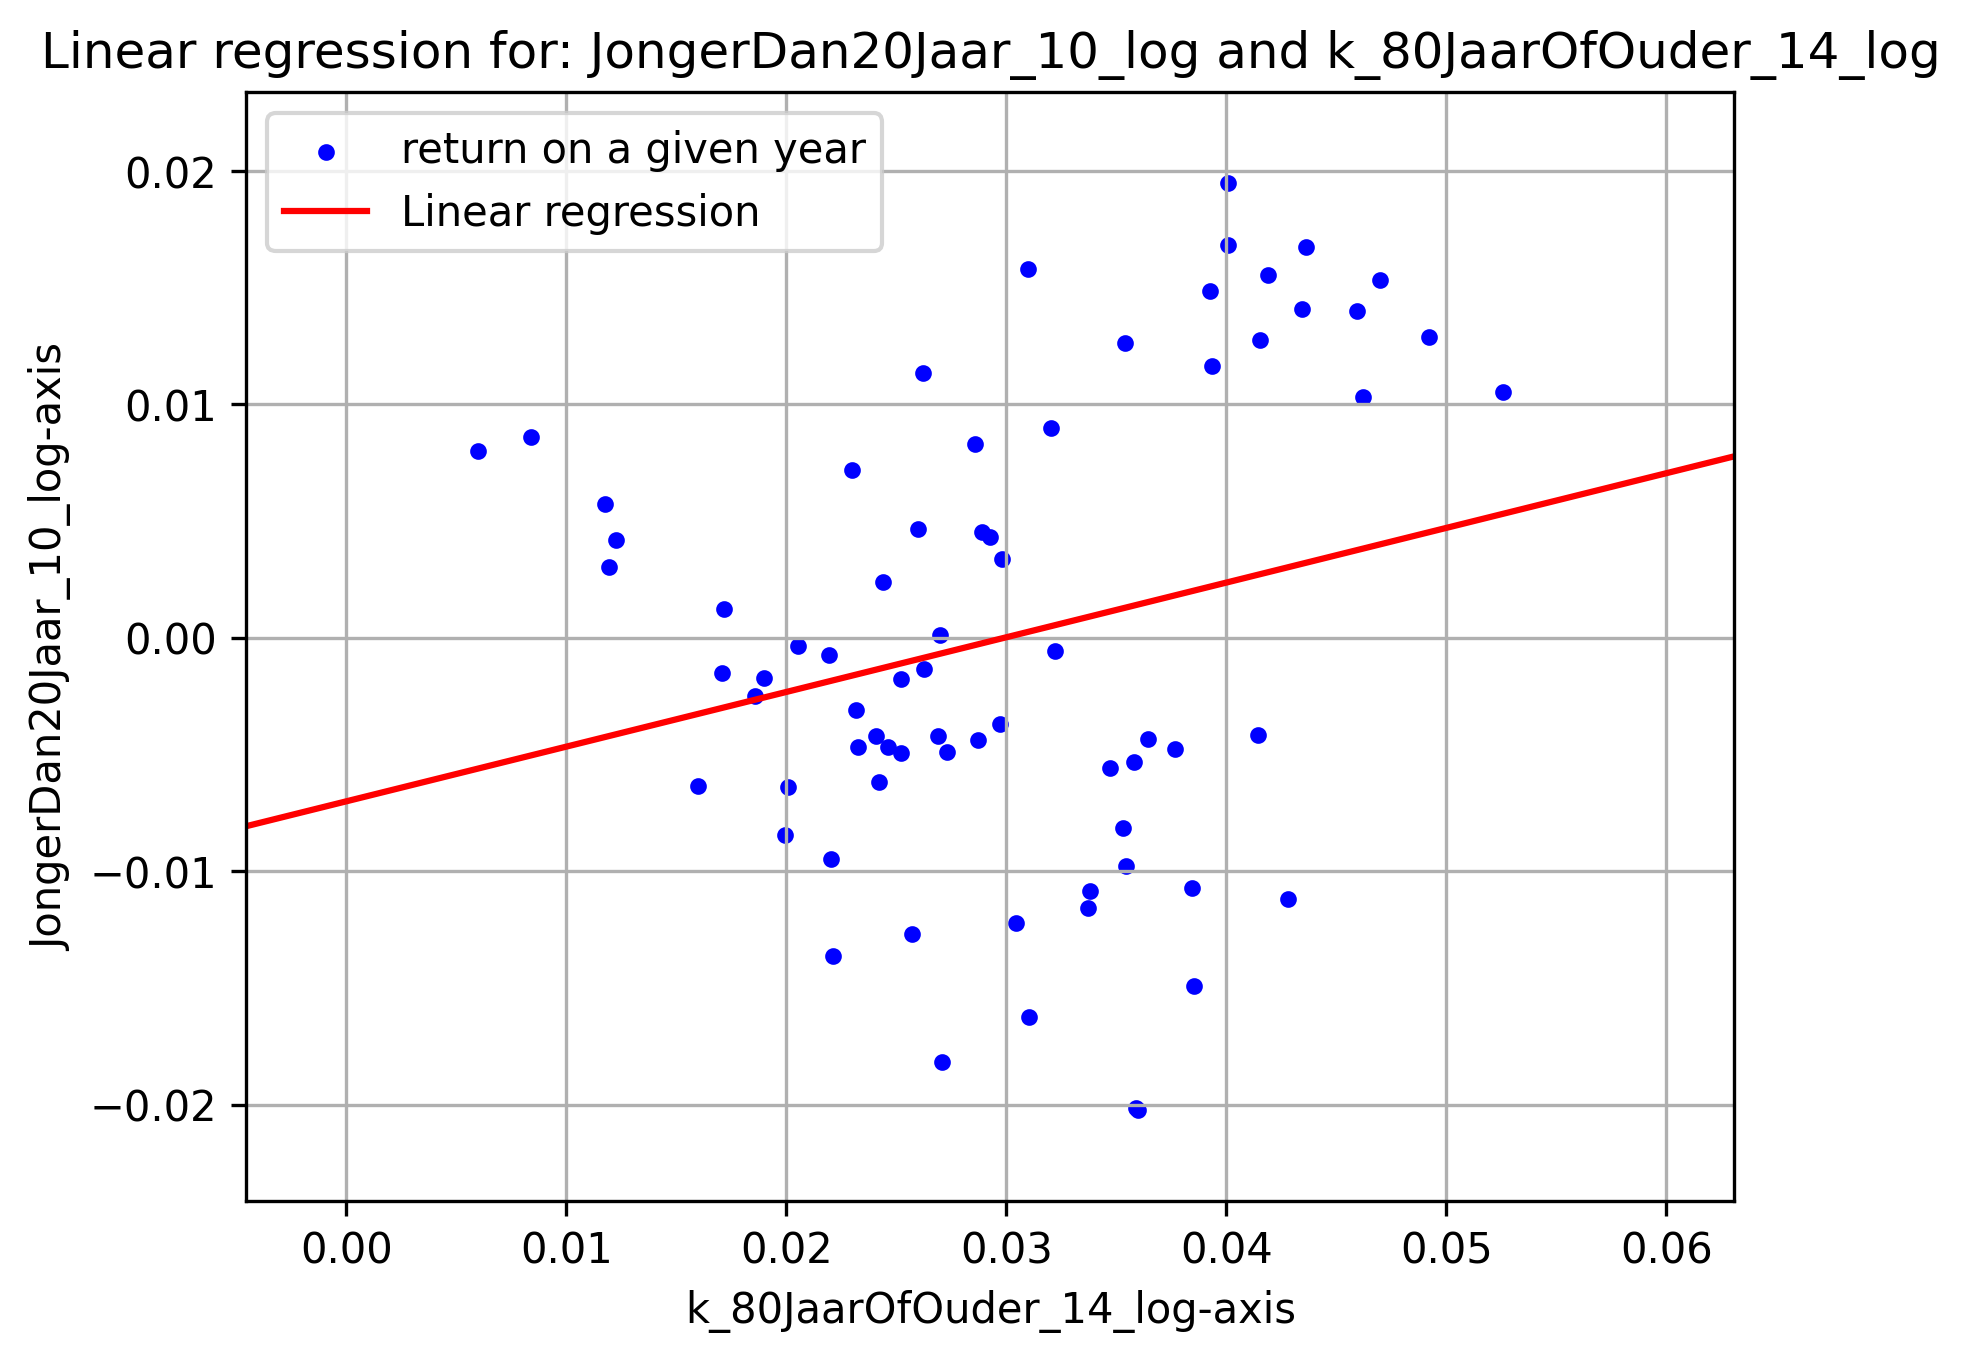 Linear regression for: JongerDan20Jaar_10_log and k_80JaarOfOuder_14_log
return on a given year
Linear regression
0.02
0.01
0.00
−0.01
−0.02
JongerDan20Jaar_10_log-axis
0.00 0.01 0.02 0.03 0.04 0.05 0.06
k_80JaarOfOuder_14_log-axis